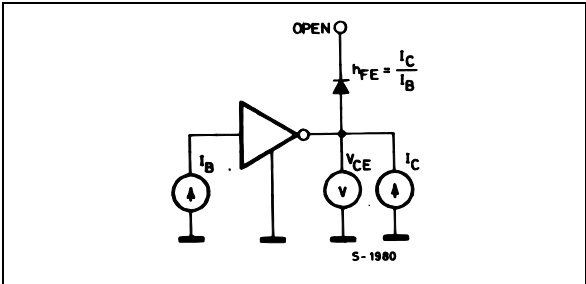 OPEN
hFE = IC
IB
IB
VCE
IC
V
S-1980